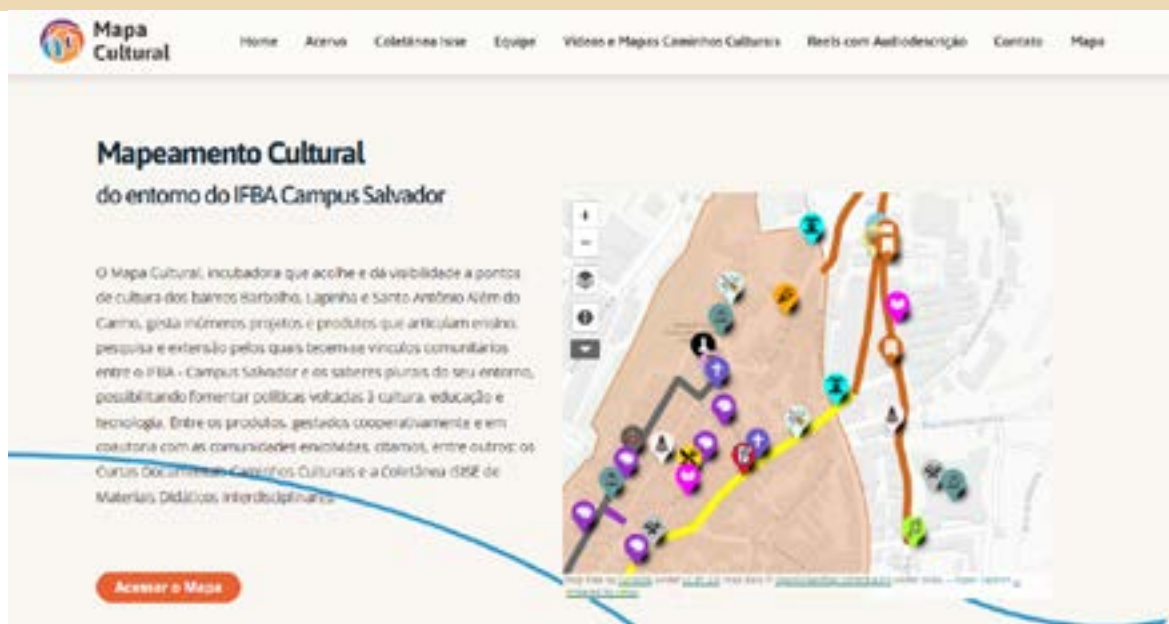 Mapa
Cultural
Home Acervo Coletânea Isse Equipe Vídeos e Mapas Caminhos Culturais Reels com Audiodescrição Contato Mapa
Mapeamento Cultural
do entorno do IFBA Campus Salvador
O Mapa Cultural, incubadora que acolhe e dá visibilidade a pontos
de cultura dos bairros Barbalho, Lapinha e Santo Antônio Além do
Carmo, gesta inúmeros projetos e produtos que articulam ensino,
pesquisa e extensão pelos quais tecem-se vínculos comunitários
entre o IFBA - Campus Salvador e os saberes plurais do seu entorno,
possibilitando fomentar políticas voltadas à cultura, educação e
tecnologia. Entre os produtos, gestados cooperativamente e em
coautoria com as comunidades envolvidas, citamos, entre outros: os
Curtas Documentais Caminhos Culturais e a Coletânea ISSE de
Materiais Didáticos Interdisciplinares.
+
−
Acessar o Mapa